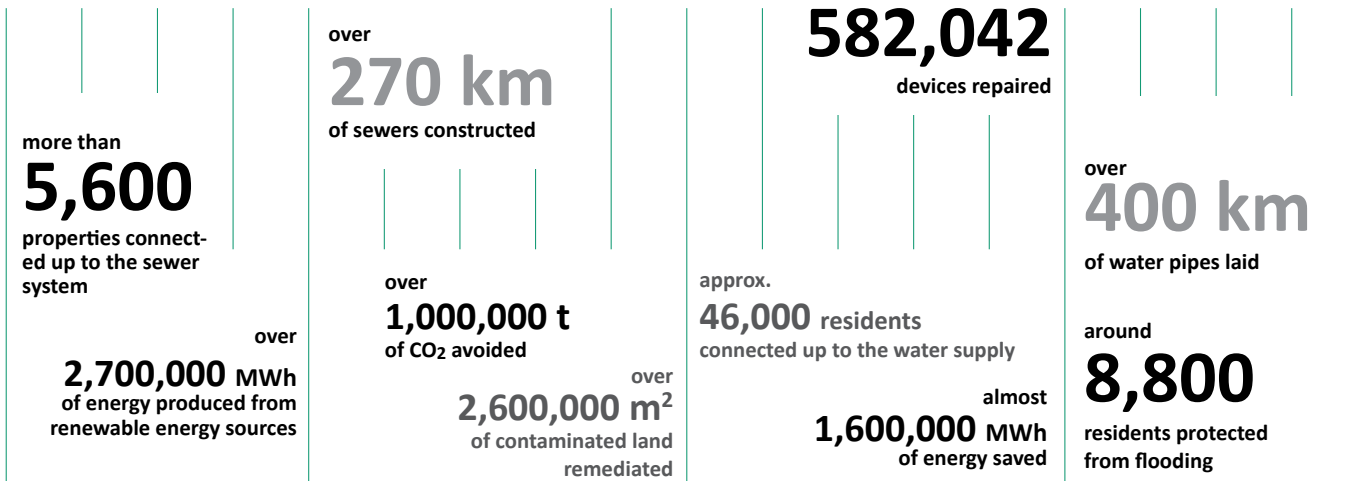 more than
5,600
properties connect-
ed up to the sewer
system
over
2,700,000 MWh
of energy produced from
renewable energy sources
over
270 km
of sewers constructed
over
1,000,000 t
of CO2 avoided
over
2,600,000 m²
of contaminated land
remediated
582,042
devices repaired
approx.
46,000 residents
connected up to the water supply
almost
1,600,000 MWh
of energy saved
over
400 km
of water pipes laid
around
8,800
residents protected
from flooding